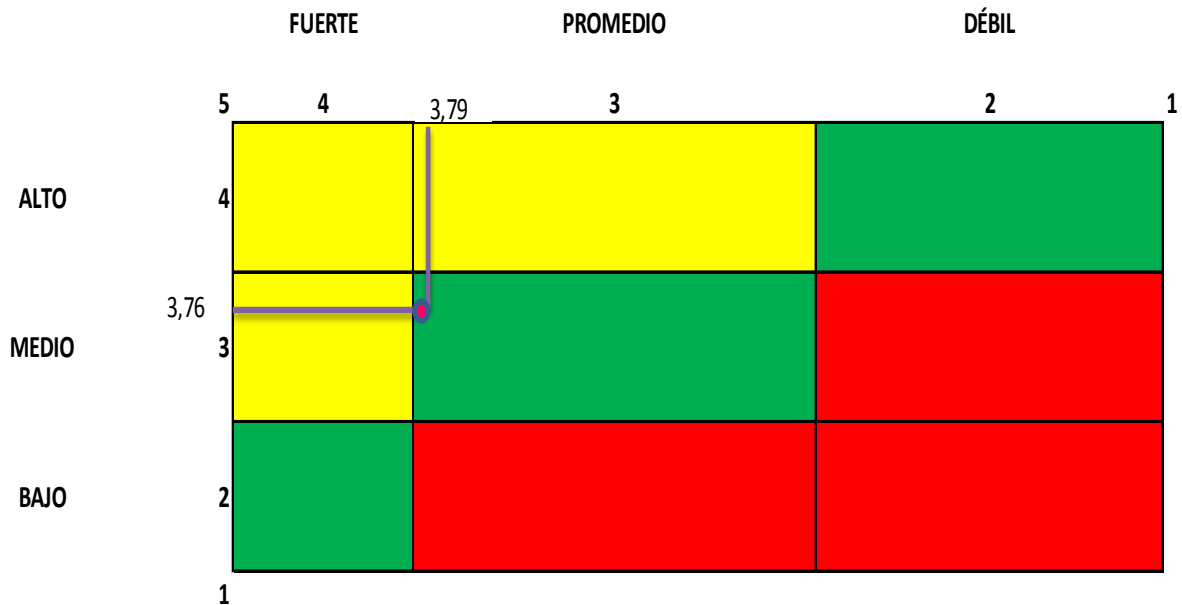 FUERTE PROMEDIO DÉBIL
5 4 3,79 3 2 1
ALTO 4
3,76
MEDIO 3
BAJO 2
1